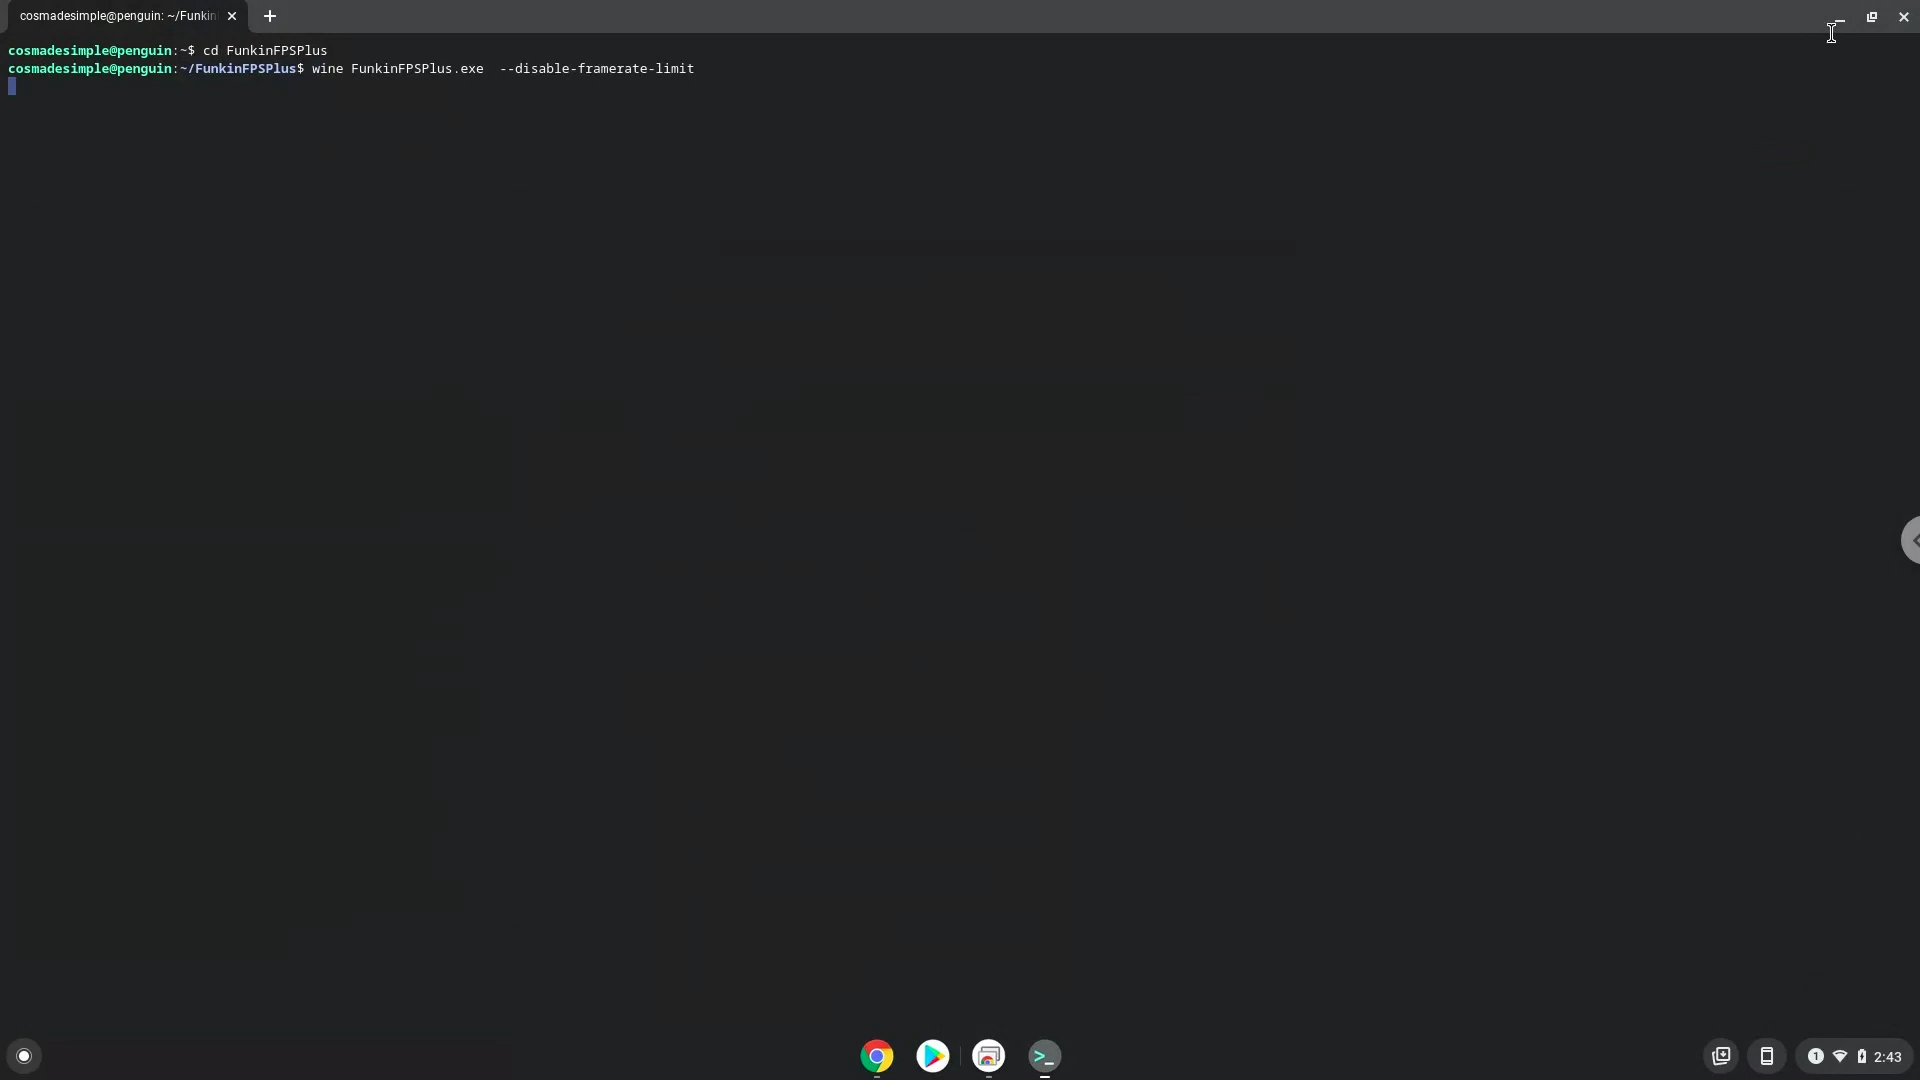 cosmadesimple@penguin: ~/Funkin
cosmadesimple@penguin:~$ cd FunkinFPSPlus
cosmadesimple@penguin:~/FunkinFPSPlus$ wine FunkinFPSPlus.exe  --disable-framerate-limit
>_
1 2:43